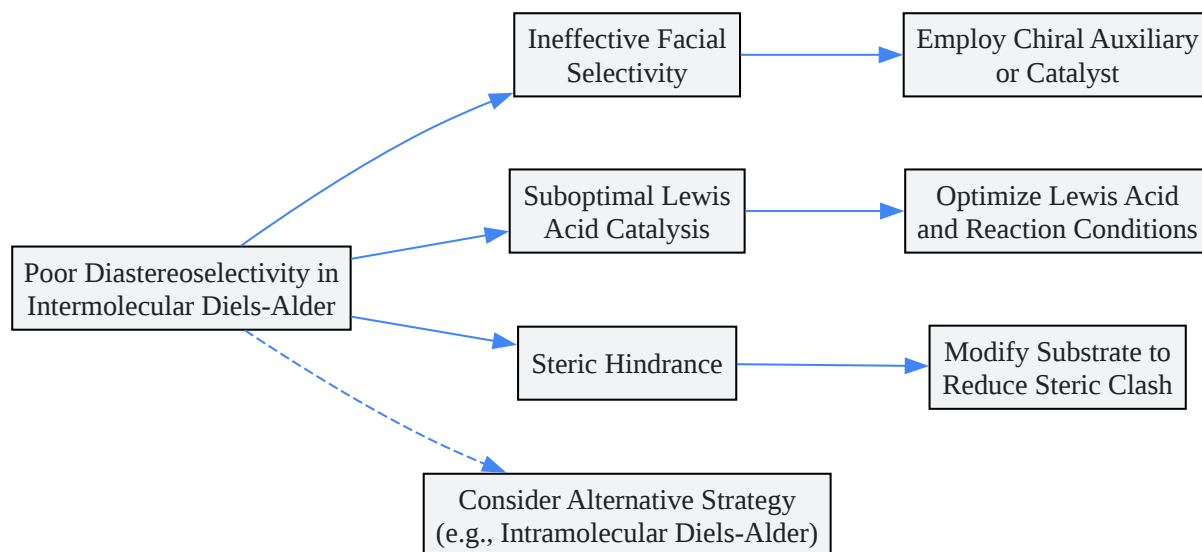 Ineffective Facial
Selectivity
Employ Chiral Auxiliary
or Catalyst
Suboptimal Lewis
Acid Catalysis
Optimize Lewis Acid
and Reaction Conditions
Poor Diastereoselectivity in
Intermolecular Diels-Alder
Steric Hindrance
Modify Substrate to
Reduce Steric Clash
Consider Alternative Strategy
(e.g., Intramolecular Diels-Alder)